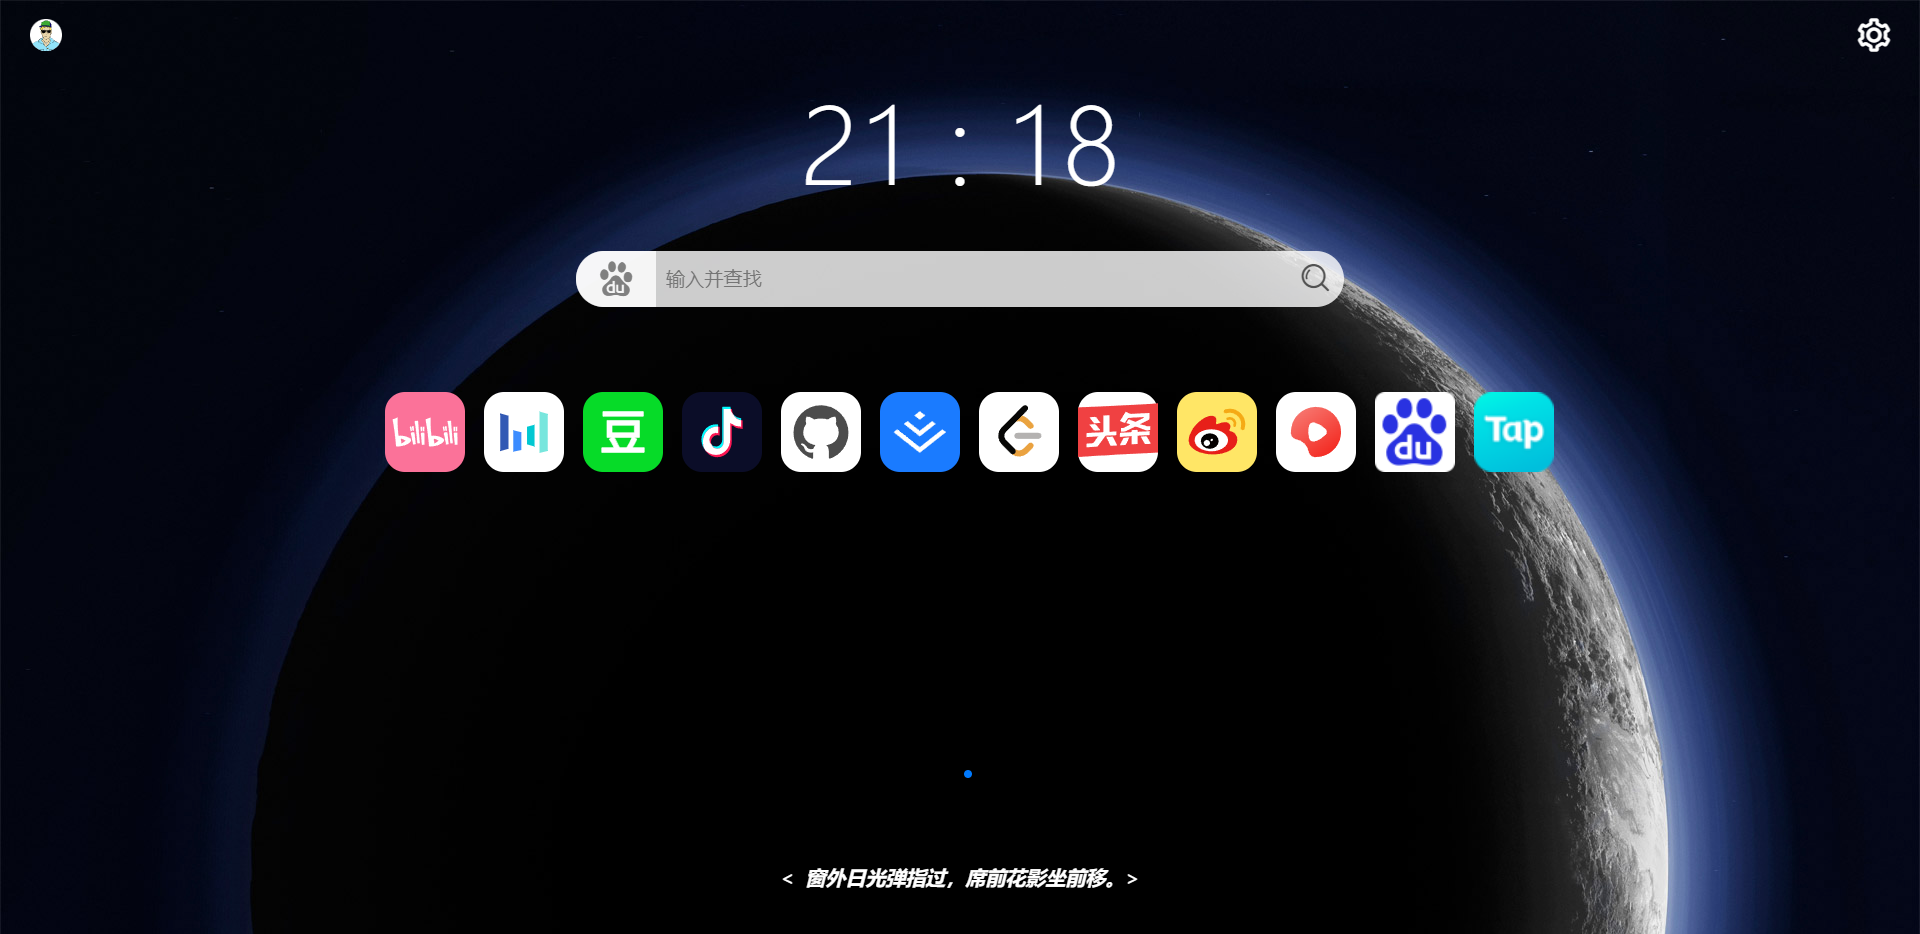 21 : 18
du
输入并查找
bilibili
豆
头条
du
Tap
< 窗外日光弹指过，席前花影坐前移。 >